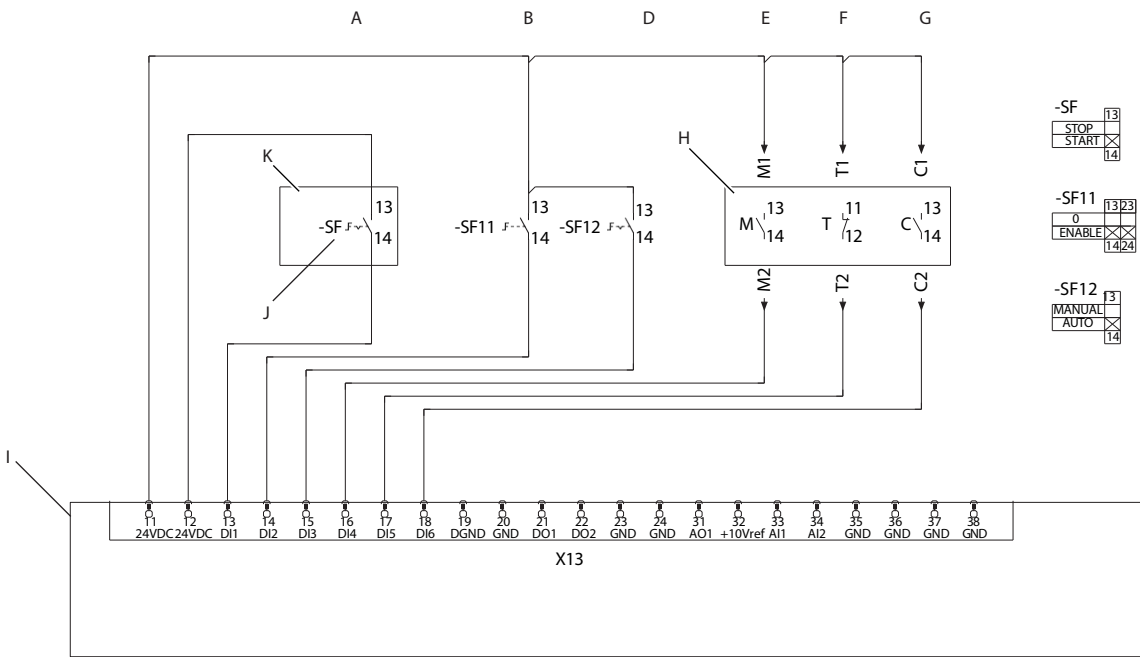 A B D E F G
-SF 13
STOP
START
14
H
K
M1 T1 C1
-SF11 13 23
0
ENABLE
14 24
13 13 13 13 11 13
-SF -SF11 -SF12 M T C
14 14 14 14 12 14
M2 T2 C2
-SF12 13
MANUAL
AUTO
14
J
I
11 12 13 14 15 16 17 18 19 20 21 22 23 24 31 32 33 34 35 36 37 38
24VDC 24VDC DI1 DI2 DI3 DI4 DI5 DI6 DGND GND DO1 DO2 GND GND AO1 +10Vref AI1 AI2 GND GND GND GND
X13